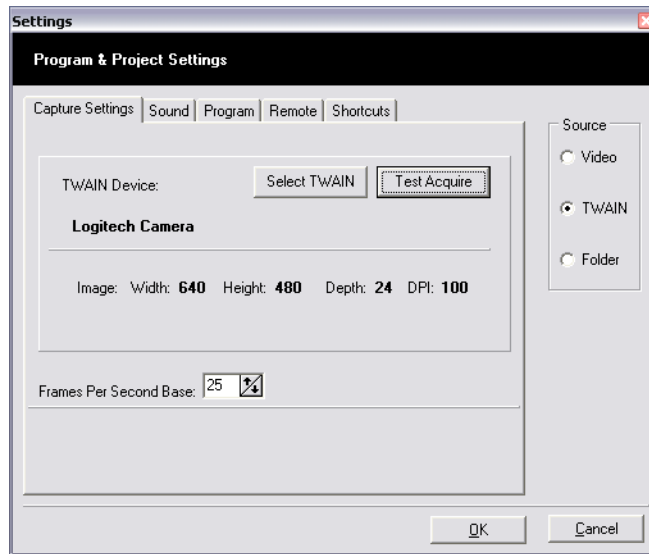 Settings
Program & Project Settings
Capture Settings Sound Program Remote Shortcuts
Source
Video
TWAIN
Folder
TWAIN Device: Select TWAIN Test Acquire
Logitech Camera
Image: Width: 640 Height: 480 Depth: 24 DPI: 100
Frames Per Second Base: 25
OK Cancel